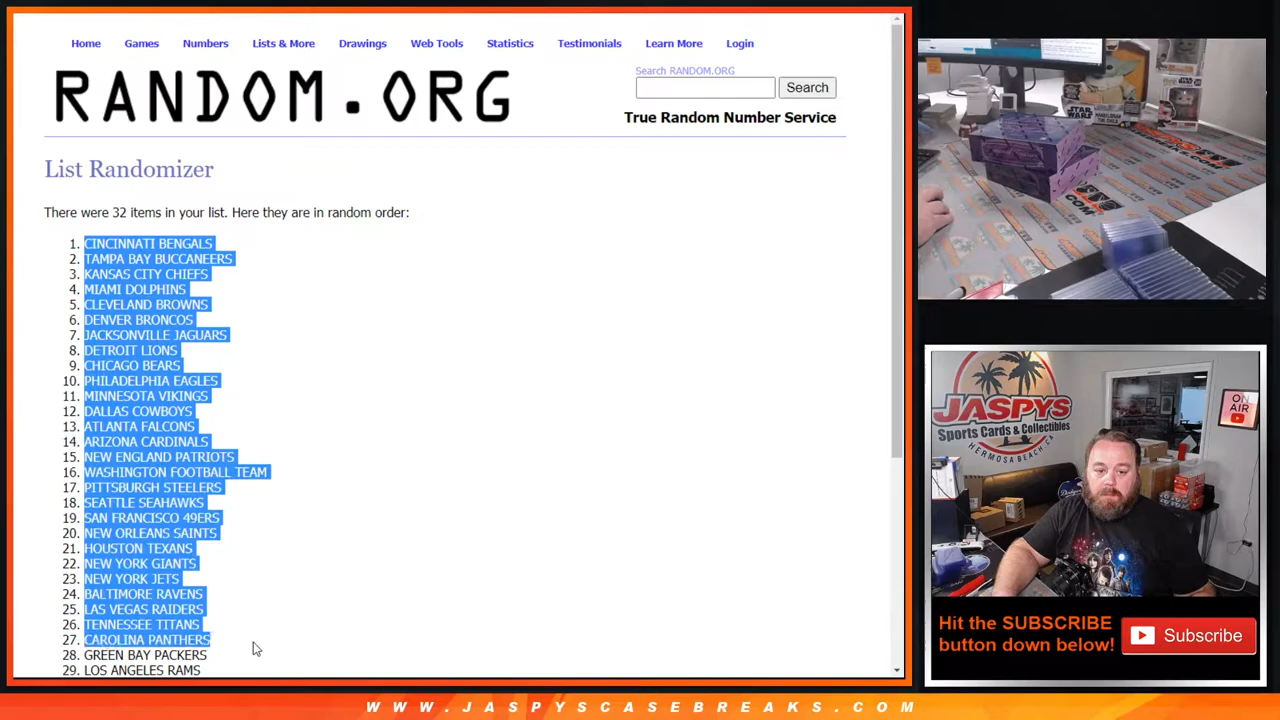 Home Games Numbers Lists & More Drawings Web Tools Statistics Testimonials Learn More Login
RANDOM.ORG
Search RANDOM.ORG
Search
True Random Number Service
List Randomizer
There were 32 items in your list. Here they are in random order:
1. CINCINNATI BENGALS
2. TAMPA BAY BUCCANEERS
3. KANSAS CITY CHIEFS
4. MIAMI DOLPHINS
5. CLEVELAND BROWNS
6. DENVER BRONCOS
7. JACKSONVILLE JAGUARS
8. DETROIT LIONS
9. CHICAGO BEARS
10. PHILADELPHIA EAGLES
11. MINNESOTA VIKINGS
12. DALLAS COWBOYS
13. ATLANTA FALCONS
14. ARIZONA CARDINALS
15. NEW ENGLAND PATRIOTS
16. WASHINGTON FOOTBALL TEAM
17. PITTSBURGH STEELERS
18. SEATTLE SEAHAWKS
19. SAN FRANCISCO 49ERS
20. NEW ORLEANS SAINTS
21. HOUSTON TEXANS
22. NEW YORK GIANTS
23. NEW YORK JETS
24. BALTIMORE RAVENS
25. LAS VEGAS RAIDERS
26. TENNESSEE TITANS
27. CAROLINA PANTHERS
28. GREEN BAY PACKERS
29. LOS ANGELES RAMS
STAR WARS
JASPYS
Sports Cards & Collectibles
HERMOSA BEACH CA
ON AIR
Hit the SUBSCRIBE
button down below!
Subscribe
WWW.JASPYSCASEBREAKS.COM